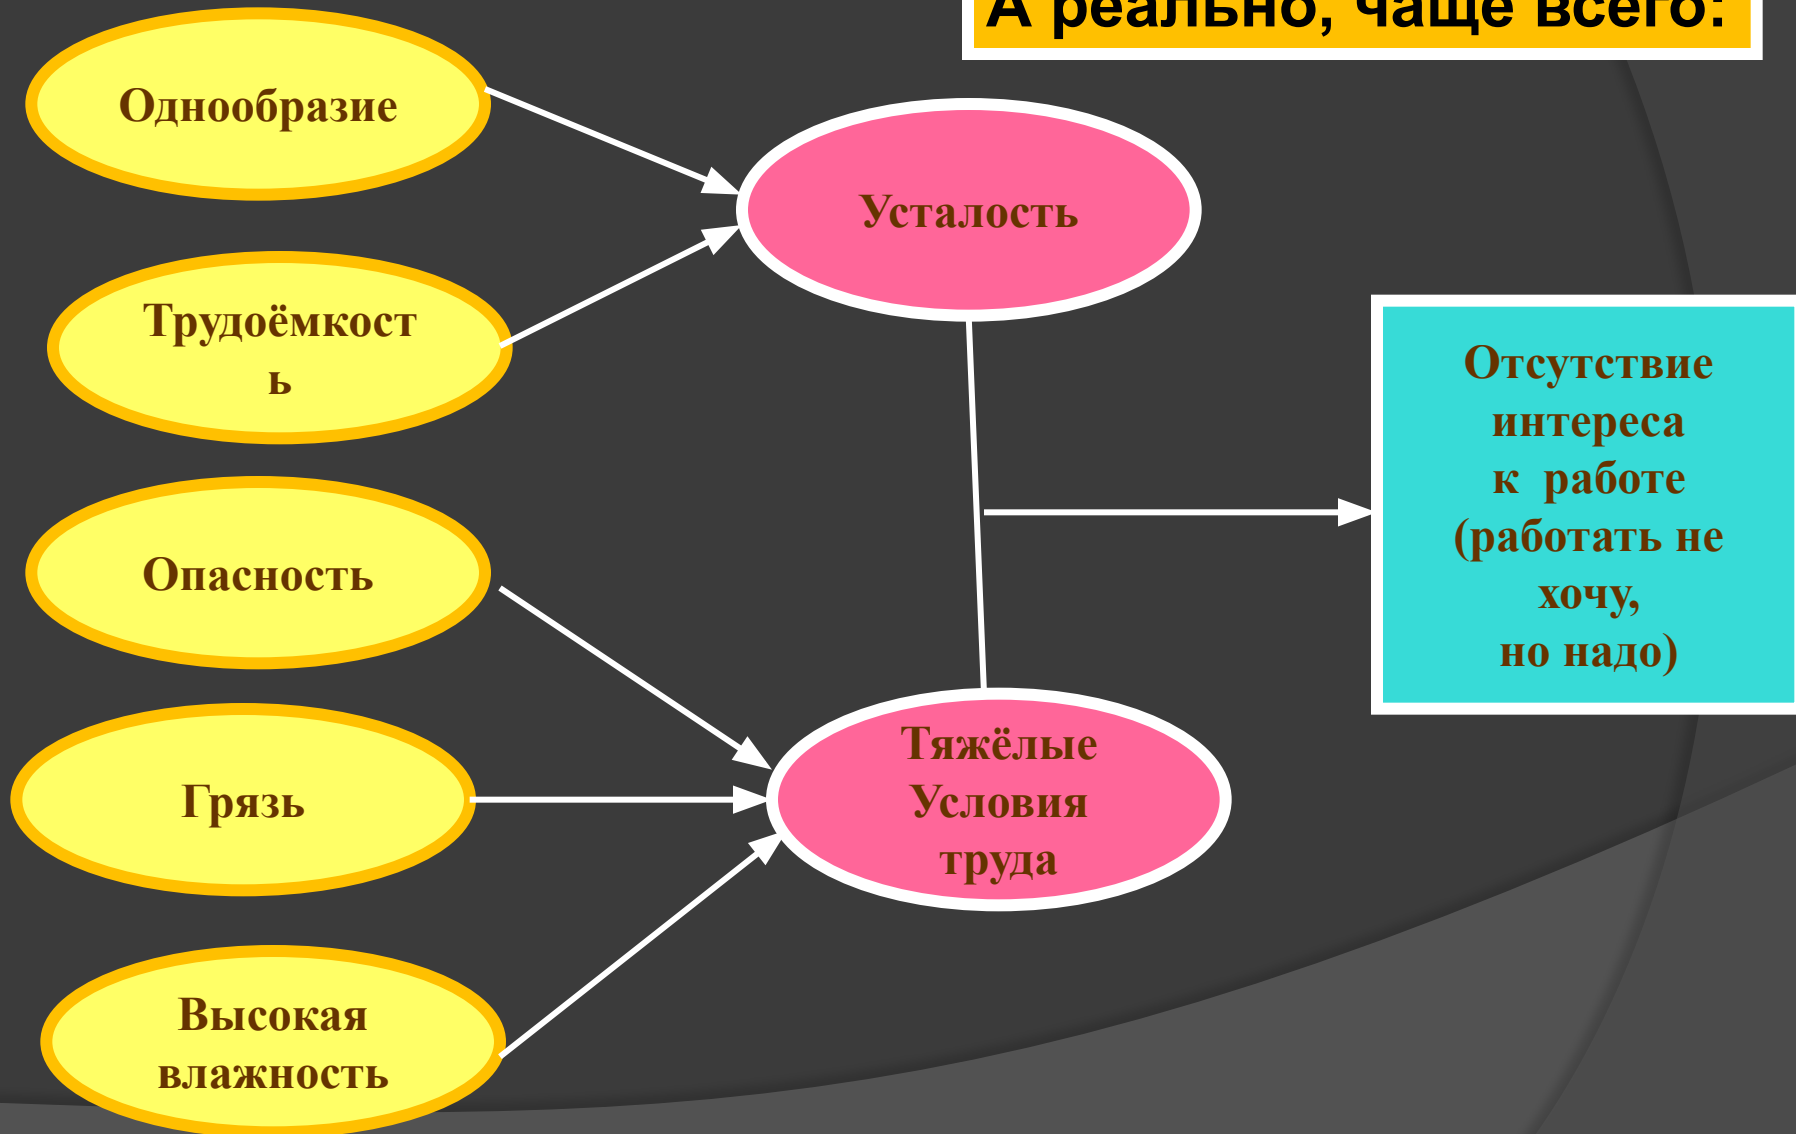 А реально, чаще всего:
Однообразие
Усталость
Трудоёмкост
ь
Отсутствие
интереса
к работе
(работать не
хочу,
но надо)
Опасность
Грязь
Тяжёлые
Условия
труда
Высокая
влажность